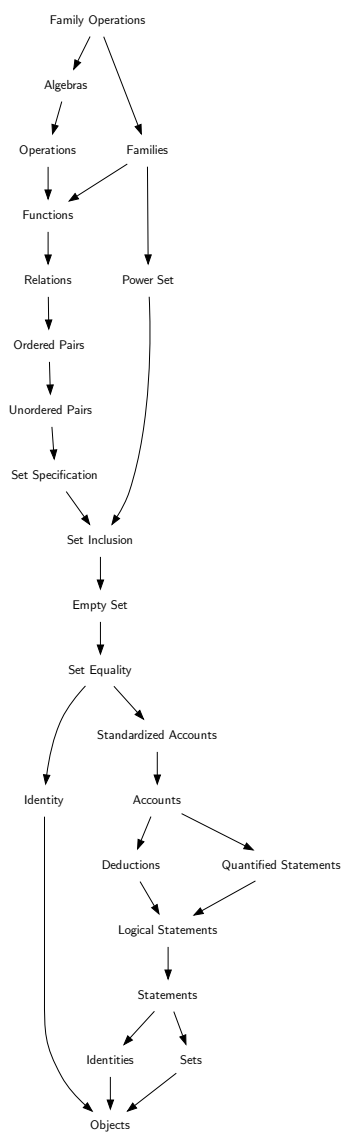 Family Operations
Algebras
Operations
Families
Functions
Relations
Power Set
Ordered Pairs
Unordered Pairs
Set Specification
Set Inclusion
Empty Set
Set Equality
Standardized Accounts
Identity
Accounts
Deductions
Quantified Statements
Logical Statements
Statements
Identities
Sets
Objects